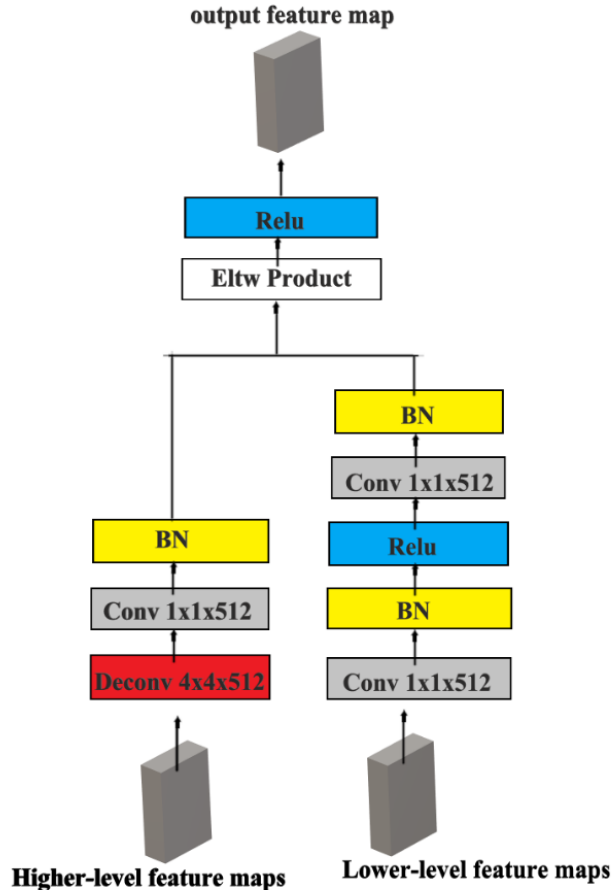 output feature map
Relu
Eltw Product
BN
Conv 1x1x512
BN
Relu
Conv 1x1x512
BN
Deconv 4x4x512
Conv 1x1x512
Higher-level feature maps
Lower-level feature maps